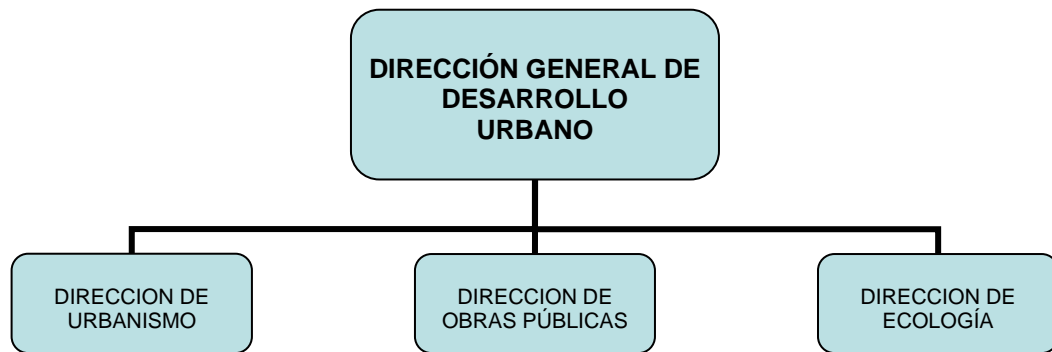 DIRECCIÓN GENERAL DE
DESARROLLO
URBANO
DIRECCION DE
URBANISMO
DIRECCION DE
OBRAS PÚBLICAS
DIRECCION DE
ECOLOGÍA